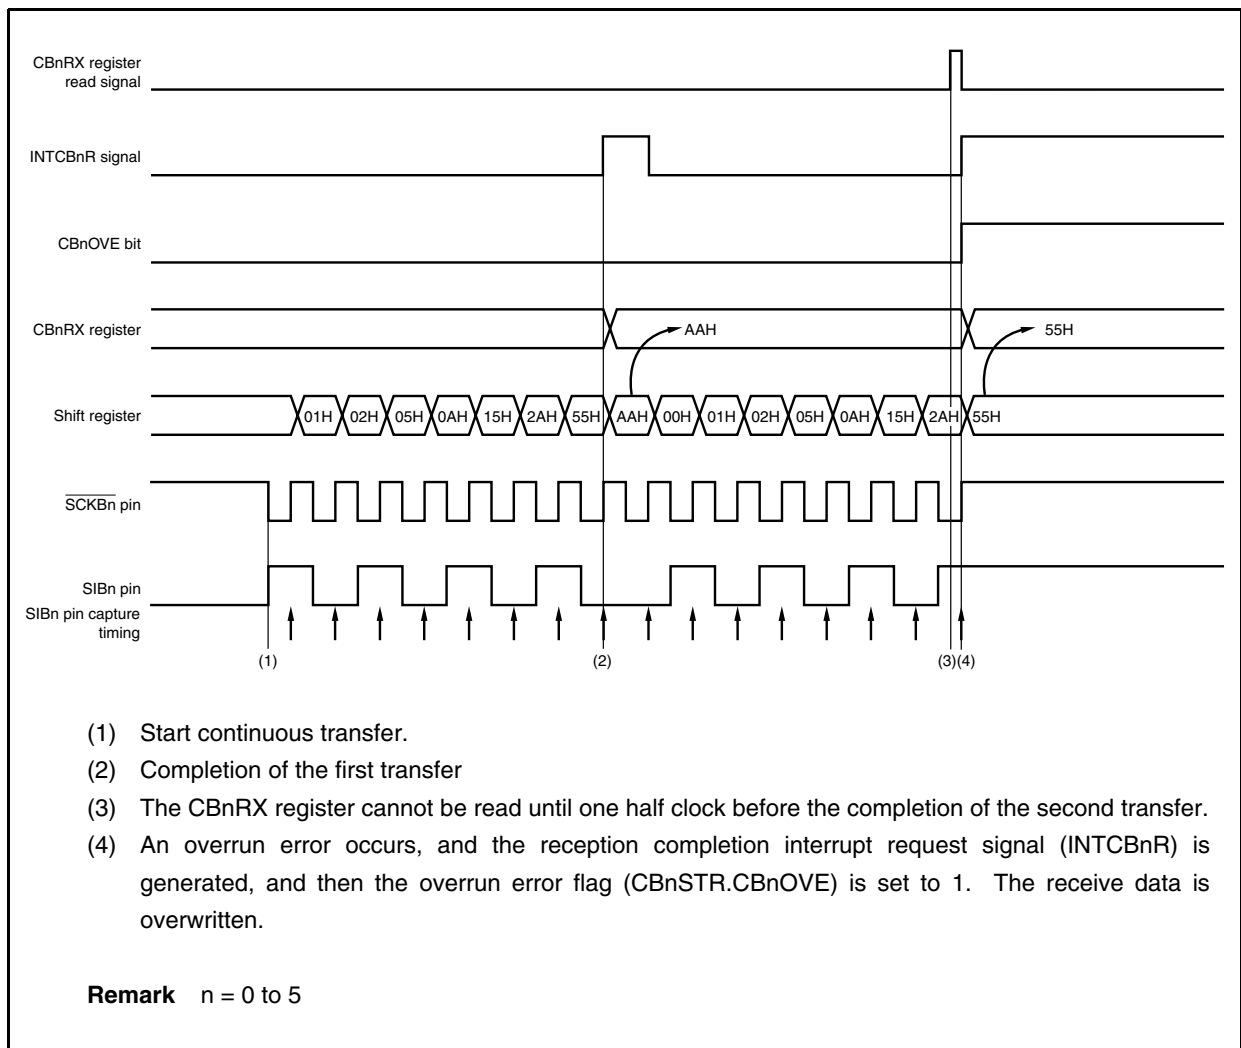 CBnRX register
read signal
INTCBnR signal
CBnOVE bit
CBnRX register
AAH
55H
Shift register
01H 02H 05H 0AH 15H 2AH 55H AAH 00H 01H 02H 05H 0AH 15H 2AH 55H
SCKBn pin
SIBn pin
SIBn pin capture
timing
(1) (2) (3)(4)
(1) Start continuous transfer.
(2) Completion of the first transfer
(3) The CBnRX register cannot be read until one half clock before the completion of the second transfer.
(4) An overrun error occurs, and the reception completion interrupt request signal (INTCBnR) is
generated, and then the overrun error flag (CBnSTR.CBnOVE) is set to 1. The receive data is
overwritten.
Remark n = 0 to 5